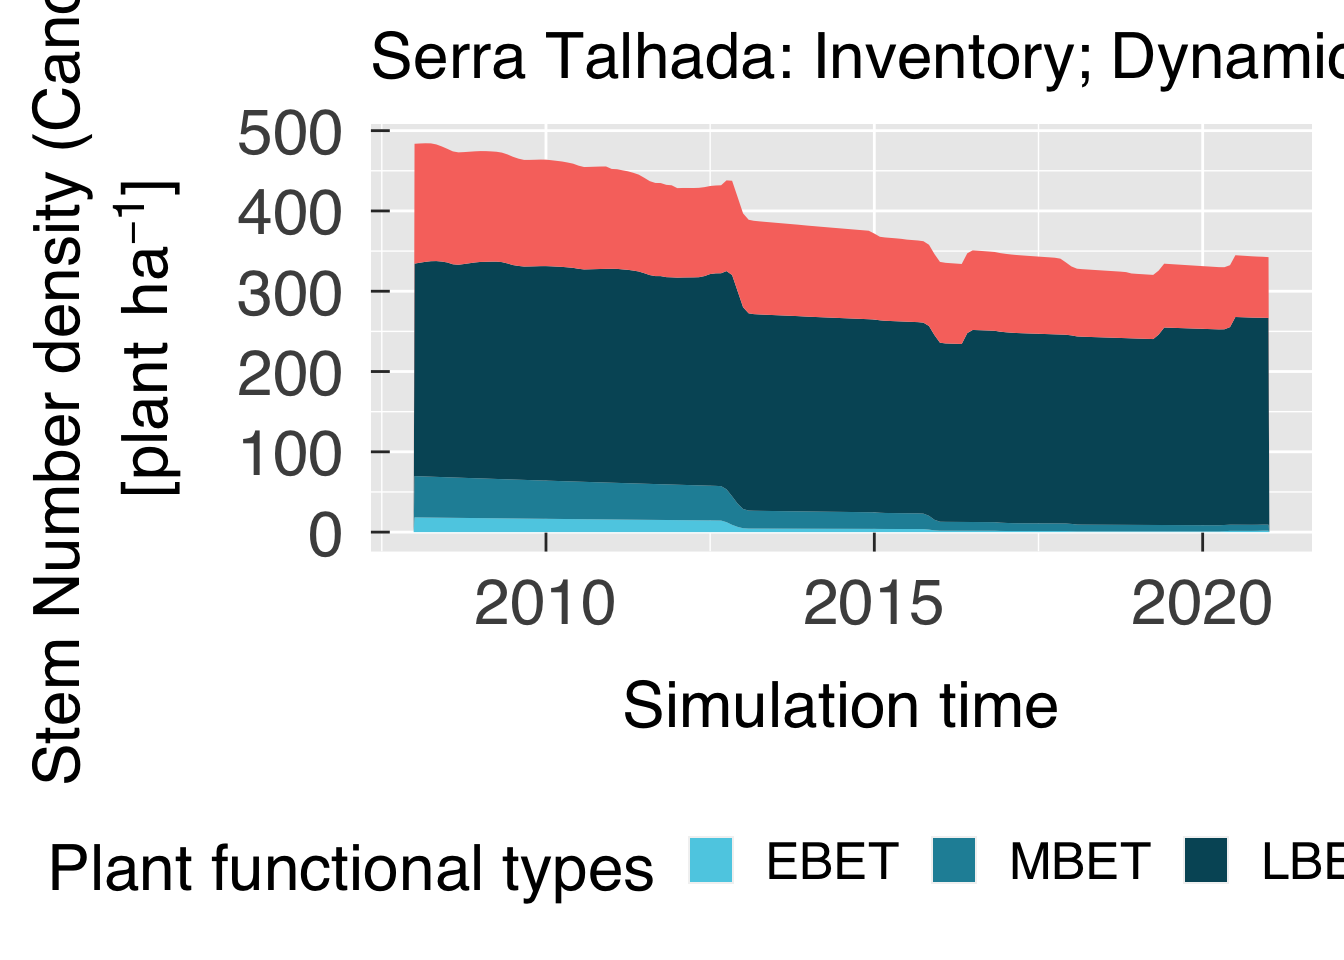 Serra Talhada: Inventory; Dynamic
Stem Number density (Cano
[plant ha⁻¹]
500
400
300
200
100
0
2010 2015 2020
Simulation time
Plant functional types EBET MBET LBE